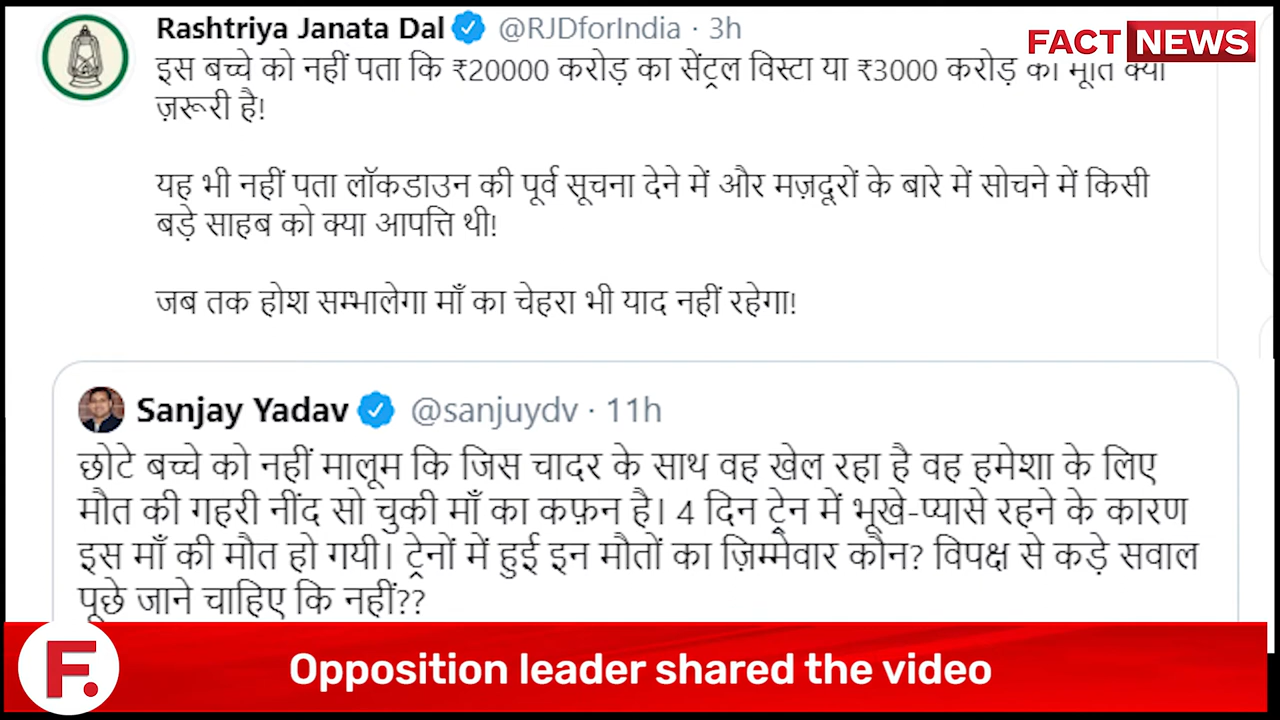 Rashtriya Janata Dal @RJDforIndia · 3h
FACT NEWS
इस बच्चे को नहीं पता कि ₹20000 करोड़ का सेंट्रल विस्टा या ₹3000 करोड़ की मूर्ति क्यों
ज़रूरी है!
यह भी नहीं पता लॉकडाउन की पूर्व सूचना देने में और मज़दूरों के बारे में सोचने में किसी
बड़े साहब को क्या आपत्ति थी!
जब तक होश सम्भालेगा माँ का चेहरा भी याद नहीं रहेगा!
Sanjay Yadav @sanjuydv · 11h
छोटे बच्चे को नहीं मालूम कि जिस चादर के साथ वह खेल रहा है वह हमेशा के लिए
मौत की गहरी नींद सो चुकी माँ का कफ़न है। 4 दिन ट्रेन में भूखे-प्यासे रहने के कारण
इस माँ की मौत हो गयी। ट्रेनों में हुई इन मौतों का ज़िम्मेवार कौन? विपक्ष से कड़े सवाल
पूछे जाने चाहिए कि नहीं??
F.
Opposition leader shared the video